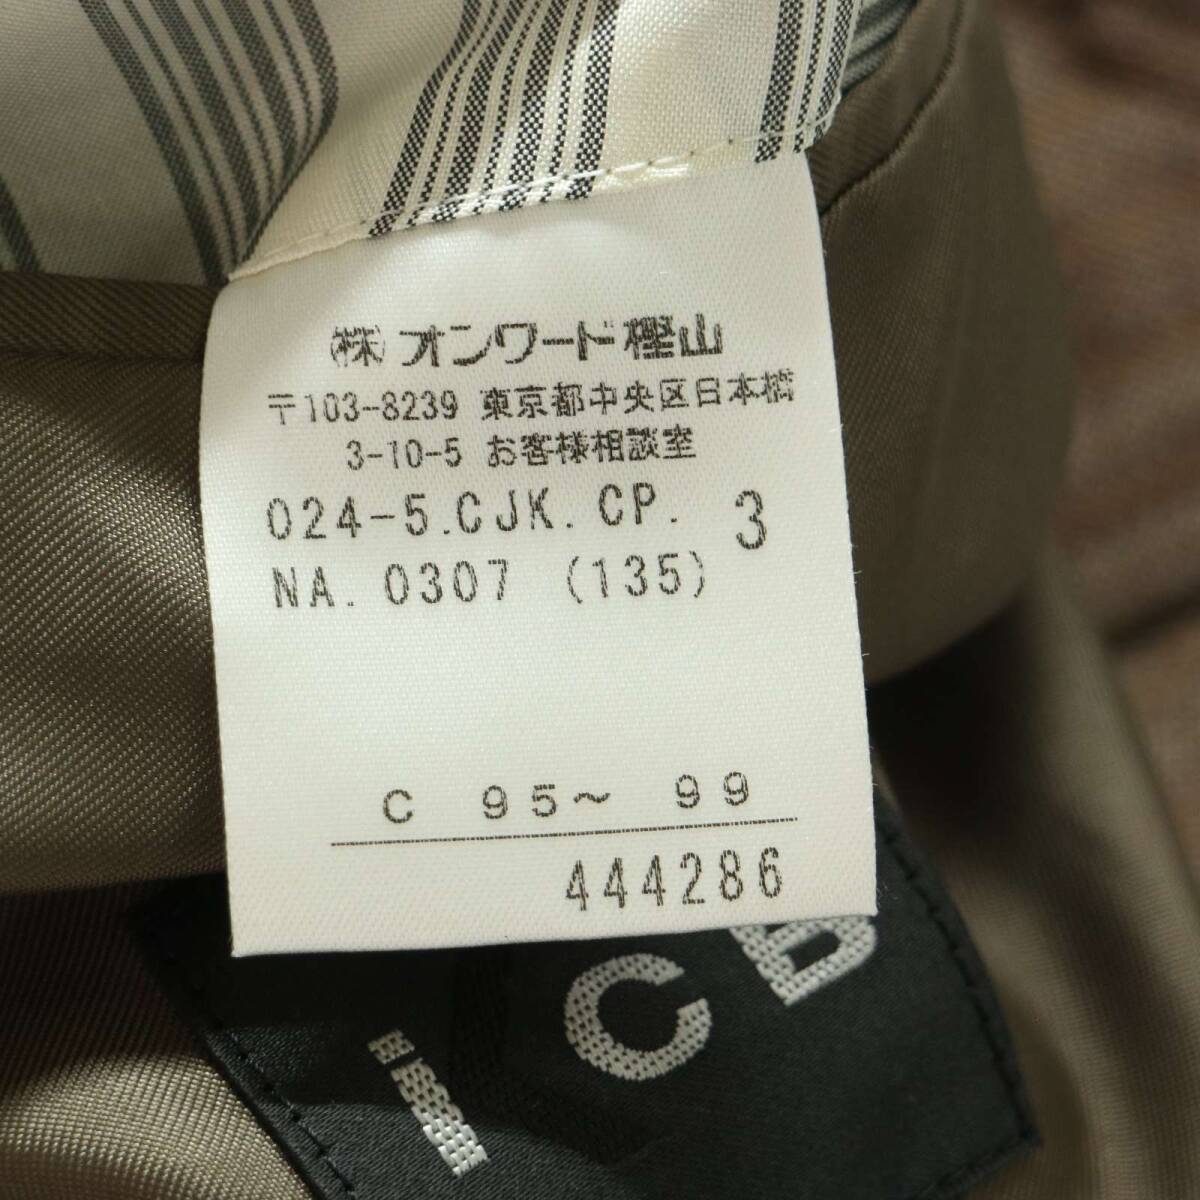 ㈱オンワード樫山
〒103-8239 東京都中央区日本橋
3-10-5 お客様相談室
024-5.CJK.CP. 3
NA. 0307 (135)
C 95～ 99
444286
iCB